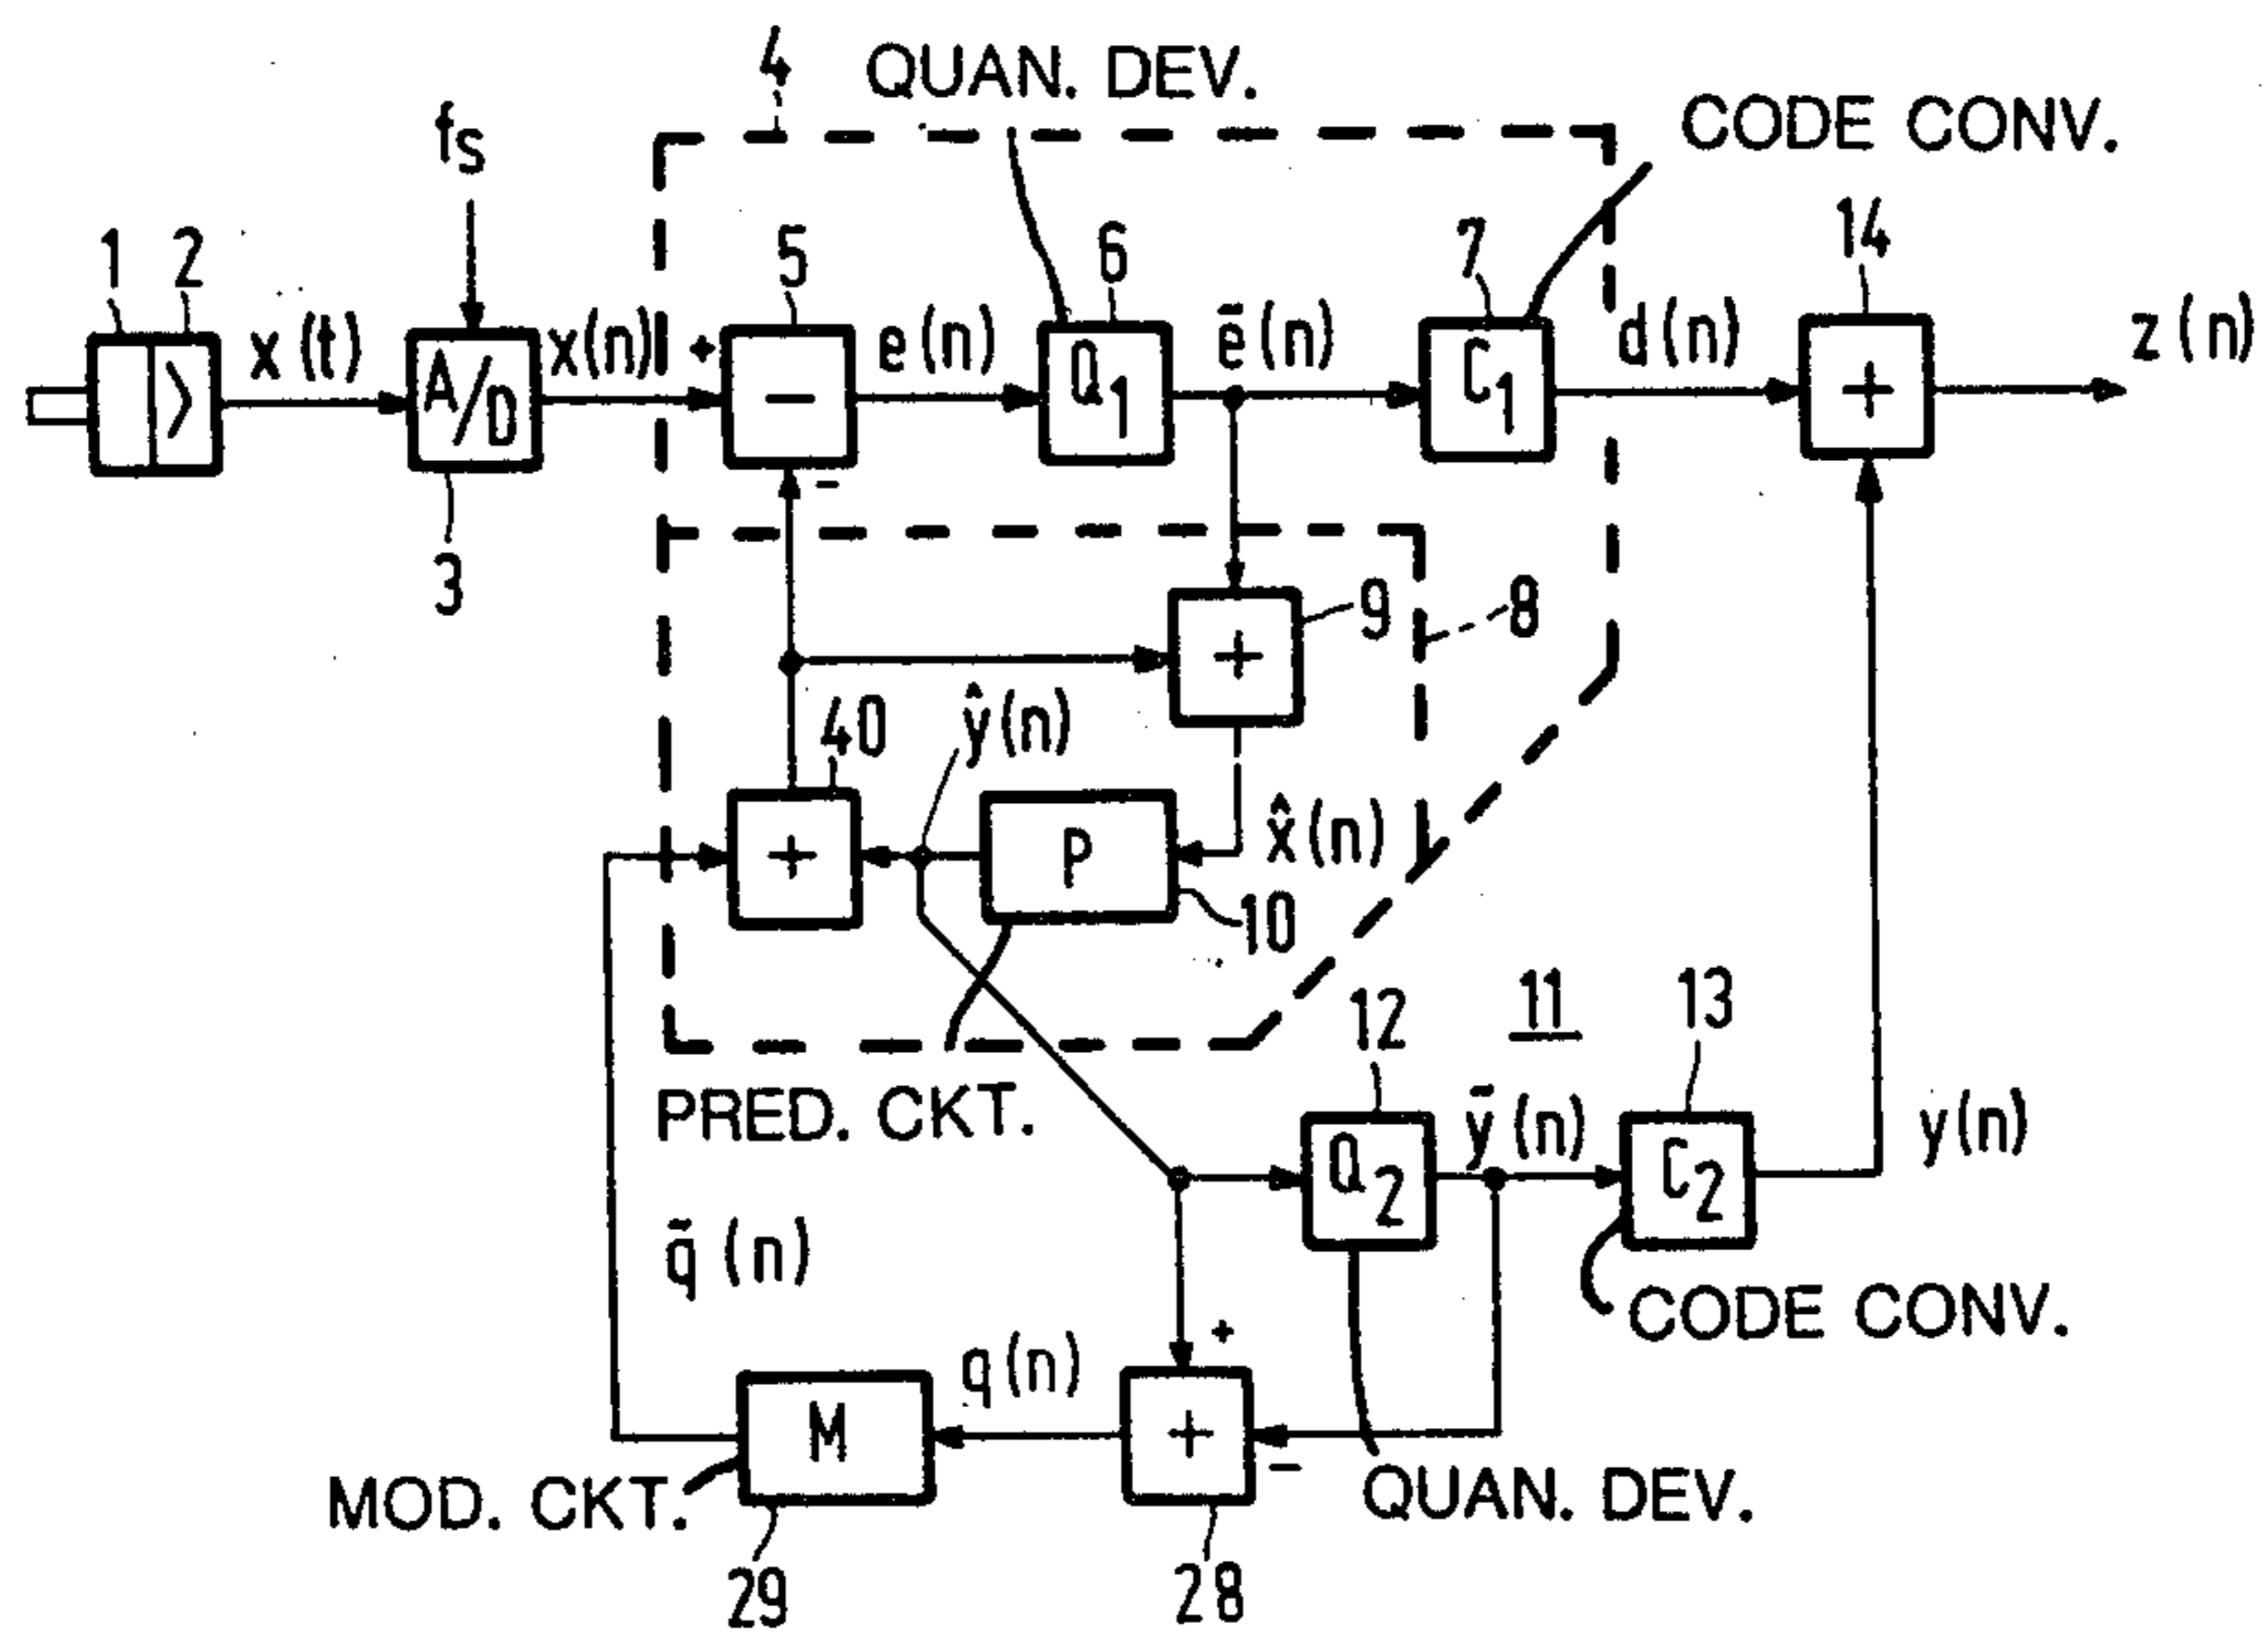 4 QUAN. DEV.
CODE CONV.
fs
1 2 5 6 7 14
x(t) x(n) + e(n) ē(n) d(n) z(n)
A/D − Q1 C1 +
-
3
9 8
+
40 ŷ(n)
+ P x̂(n)
10
12 11 13
PRED. CKT.
ȳ(n) y(n)
Q2 C2
q̃(n)
CODE CONV.
+
q(n)
M +
-
MOD. CKT. QUAN. DEV.
29 28